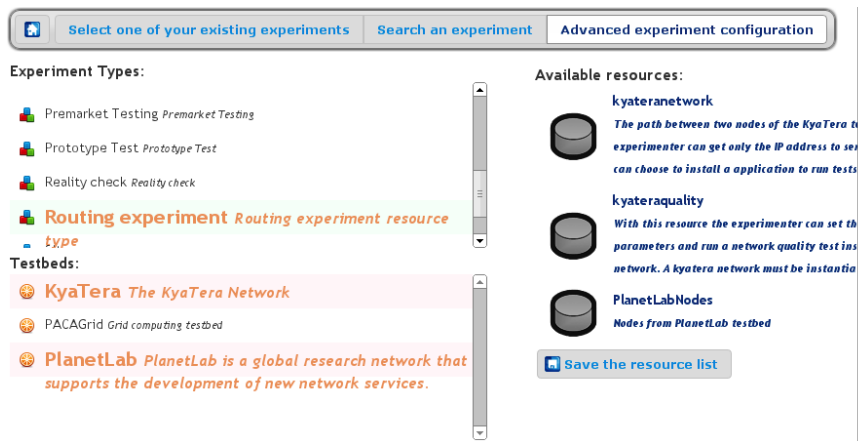 Select one of your existing experiments
Search an experiment
Advanced experiment configuration
Experiment Types:
Premarket Testing Premarket Testing
Prototype Test Prototype Test
Reality check Reality check
Routing experiment Routing experiment resource
type
Testbeds:
KyaTera The KyaTera Network
PACAGrid Grid computing testbed
PlanetLab PlanetLab is a global research network that
supports the development of new network services.
Available resources:
kyateranetwork
The path between two nodes of the KyaTera
experimenter can get only the IP address to
can choose to install a application to run tests
kyateraquality
With this resource the experimenter can set
parameters and run a network quality test
network. A kyatera network must be
PlanetLabNodes
Nodes from PlanetLab testbed
Save the resource list